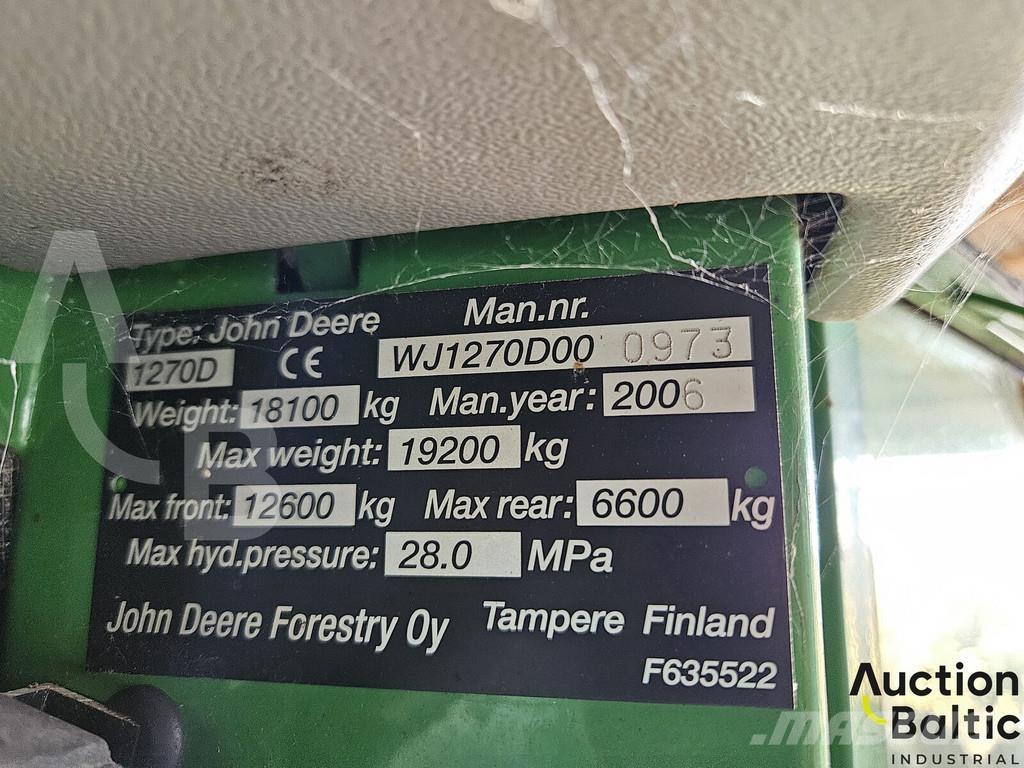 Type: John Deere Man.nr.
1270D CE WJ1270D00 0973
Weight: 18100 kg Man.year: 2006
Max weight: 19200 kg
Max front: 12600 kg Max rear: 6600 kg
Max hyd.pressure: 28.0 MPa
John Deere Forestry Oy Tampere Finland
F635522
AB
Auction
Baltic
INDUSTRIAL